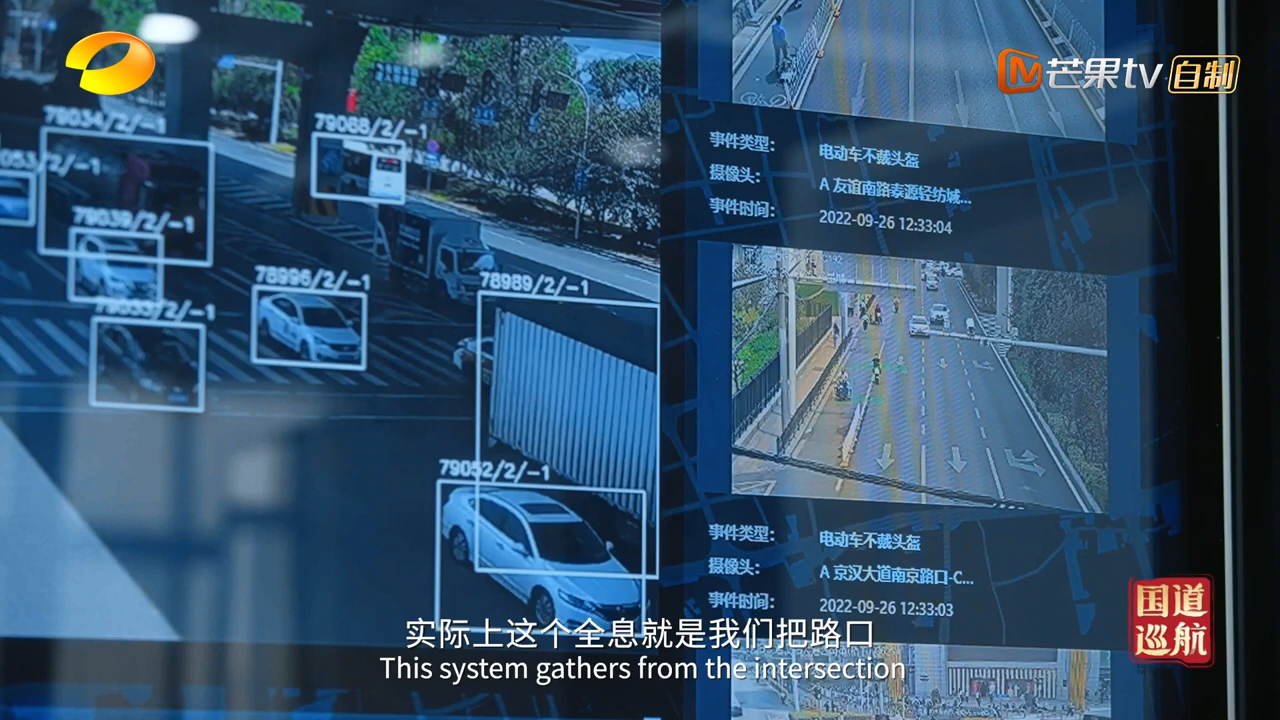 芒果tv 自制
79034/2/-1
79088/2/-1
053/2/-1
79039/2/-1
78996/2/-1
78989/2/-1
79052/2/-1
事件类型: 电动车不戴头盔
摄像头: A 友谊南路泰源轻纺城...
事件时间: 2022-09-26 12:33:04
事件类型: 电动车不戴头盔
摄像头: A 京汉大道南京路口-C...
事件时间: 2022-09-26 12:33:03
国道
巡航
实际上这个全息就是我们把路口
This system gathers from the intersection